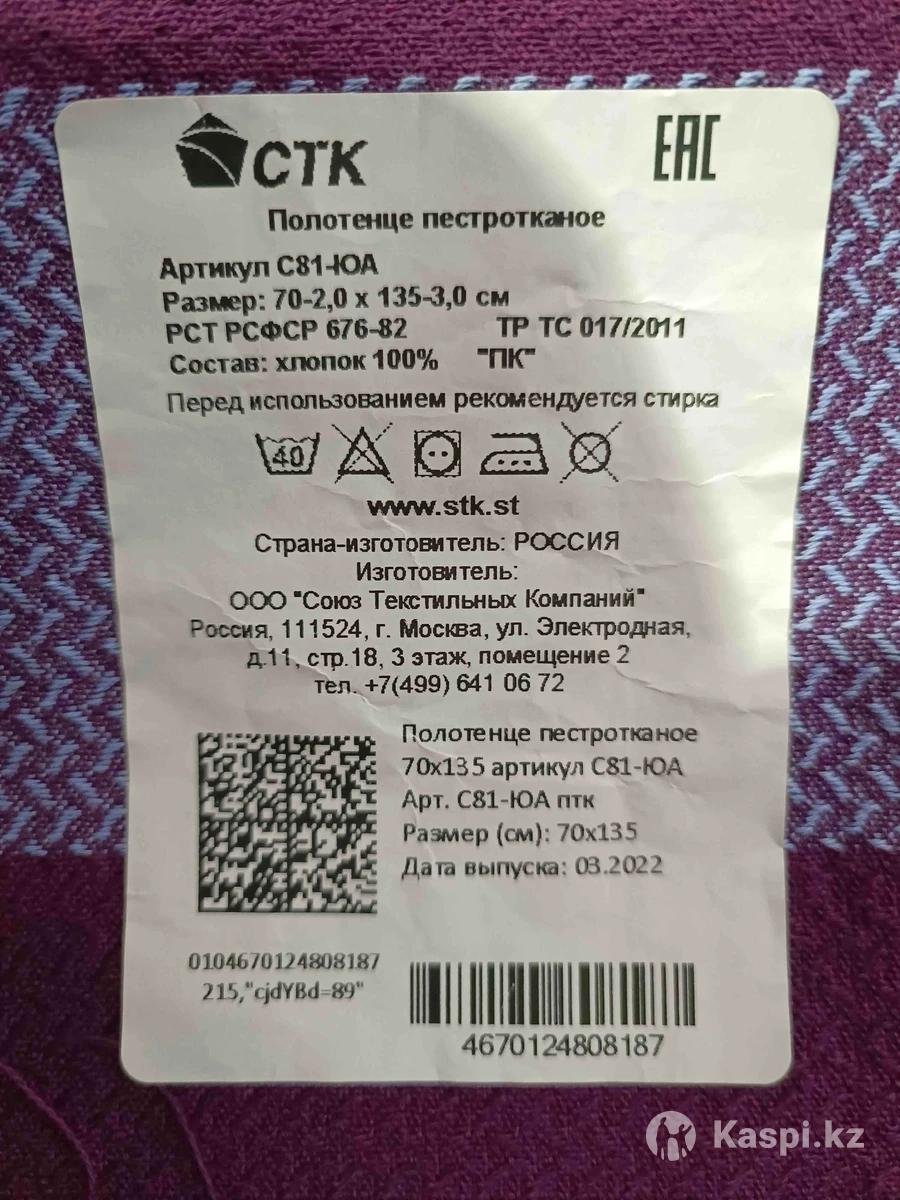 СТК
ЕАС
Полотенце пестротканое
Артикул С81-ЮА
Размер: 70-2,0 х 135-3,0 см
РСТ РСФСР 676-82 ТР ТС 017/2011
Состав: хлопок 100% "ПК"
Перед использованием рекомендуется стирка
40
www.stk.st
Страна-изготовитель: РОССИЯ
Изготовитель:
ООО "Союз Текстильных Компаний"
Россия, 111524, г. Москва, ул. Электродная,
д.11, стр.18, 3 этаж, помещение 2
тел. +7(499) 641 06 72
Полотенце пестротканое
70х135 артикул С81-ЮА
Арт. С81-ЮА птк
Размер (см): 70х135
Дата выпуска: 03.2022
0104670124808187
215,"cjdYBd=89"
4670124808187
Kaspi.kz